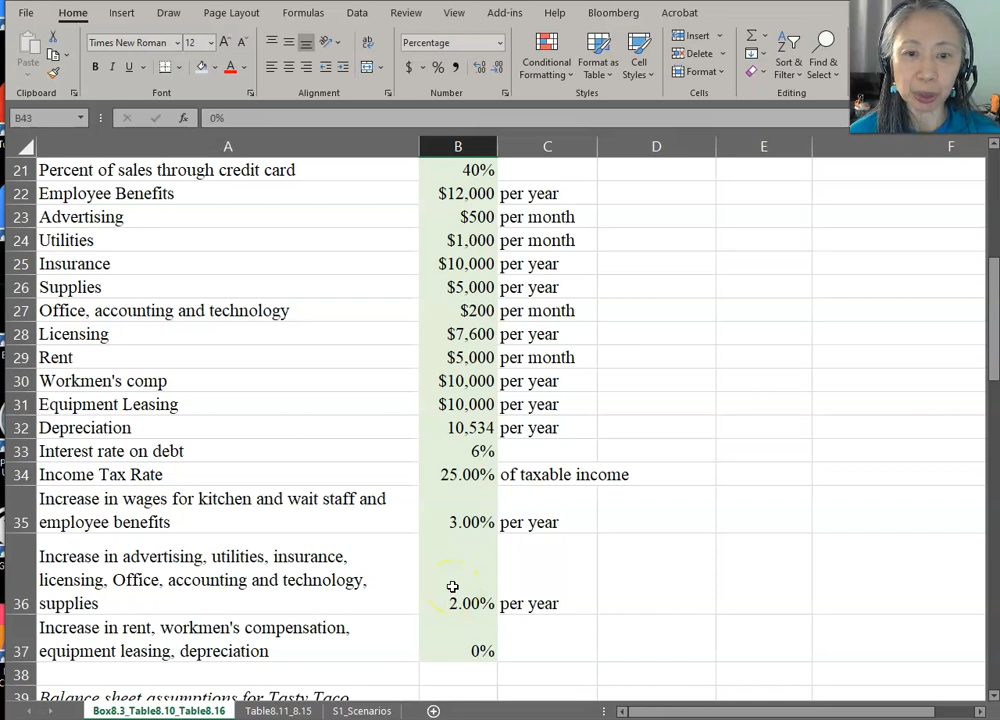 File Home Insert Draw Page Layout Formulas Data Review View Add-ins Help Bloomberg Acrobat
Paste Times New Roman 12 A A ab Percentage Conditional Format as Cell Insert Σ Sort & Find &
B I U A $ % 9 .00 Formatting Table Styles Delete Format Filter Select
Clipboard Font Alignment Number Styles Cells Editing
B43 fx 0%
A B C D E F
21 Percent of sales through credit card 40%
22 Employee Benefits $12,000 per year
23 Advertising $500 per month
24 Utilities $1,000 per month
25 Insurance $10,000 per year
26 Supplies $5,000 per year
27 Office, accounting and technology $200 per month
28 Licensing $7,600 per year
29 Rent $5,000 per month
30 Workmen's comp $10,000 per year
31 Equipment Leasing $10,000 per year
32 Depreciation 10,534 per year
33 Interest rate on debt 6%
34 Income Tax Rate 25.00% of taxable income
Increase in wages for kitchen and wait staff and
35 employee benefits 3.00% per year
Increase in advertising, utilities, insurance,
licensing, Office, accounting and technology,
36 supplies 2.00% per year
Increase in rent, workmen's compensation,
37 equipment leasing, depreciation 0%
38
39 Balance sheet assumptions for Tasty Taco
Box8.3_Table8.10_Table8.16 Table8.11_8.15 S1_Scenarios